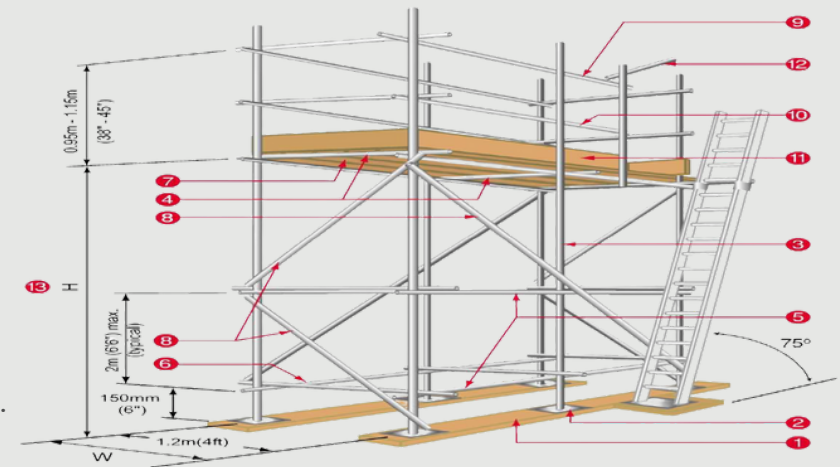 9
12
10
11
7
4
8
3
13
H
0.95m - 1.15m
(38" - 45")
2m (6'6") max.
(typical)
8
5
6
75°
150mm
(6")
2
1.2m(4ft)
1
W